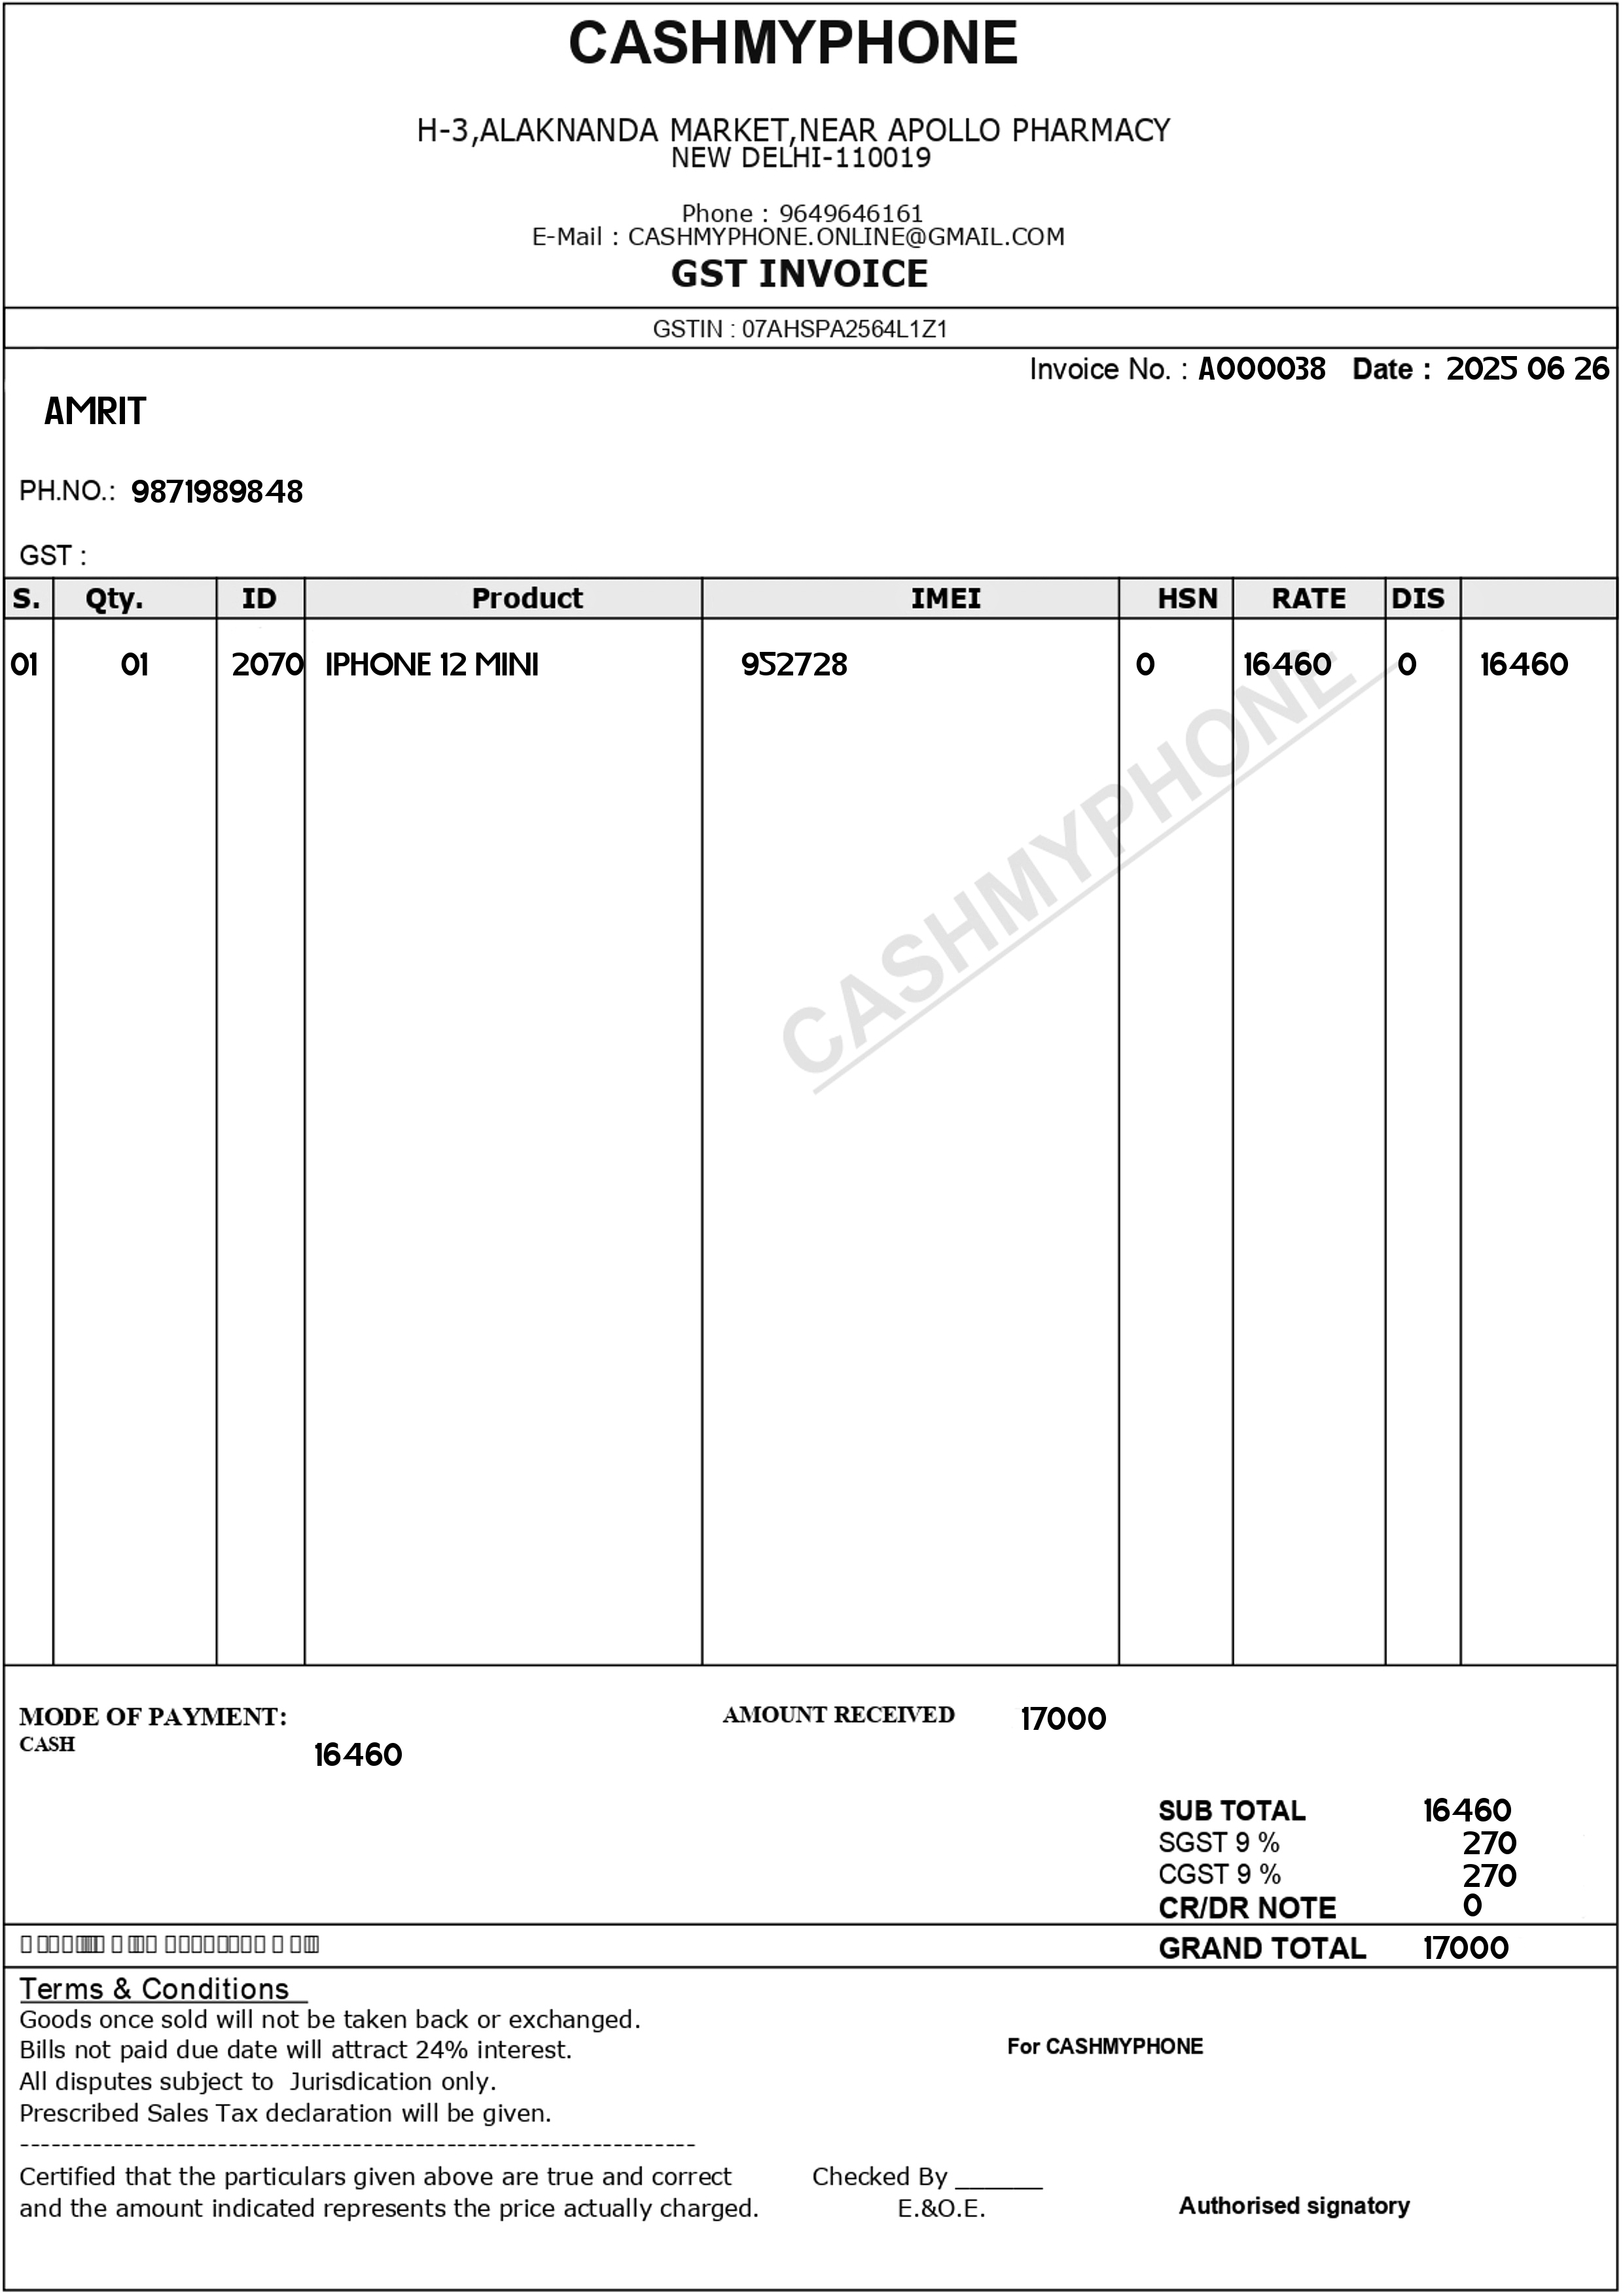 CASHMYPHONE
H-3,ALAKNANDA MARKET,NEAR APOLLO PHARMACY
NEW DELHI-110019
Phone : 9649646161
E-Mail : CASHMYPHONE.ONLINE@GMAIL.COM
GST INVOICE
GSTIN : 07AHSPA2564L1Z1
Invoice No. : A000038 Date : 2025 06 26
AMRIT
PH.NO.: 9871989848
GST :
S. Qty. ID Product IMEI HSN RATE DIS
01 01 2070 IPHONE 12 MINI 952728 0 16460 0 16460
CASHMYPHONE
MODE OF PAYMENT: AMOUNT RECEIVED 17000
CASH 16460
SUB TOTAL 16460
SGST 9 % 270
CGST 9 % 270
CR/DR NOTE 0
GRAND TOTAL 17000
Terms & Conditions
Goods once sold will not be taken back or exchanged.
Bills not paid due date will attract 24% interest.
For CASHMYPHONE
All disputes subject to Jurisdication only.
Prescribed Sales Tax declaration will be given.
-----------------------------------------------------------------
Certified that the particulars given above are true and correct Checked By ______
and the amount indicated represents the price actually charged. E.&O.E. Authorised signatory